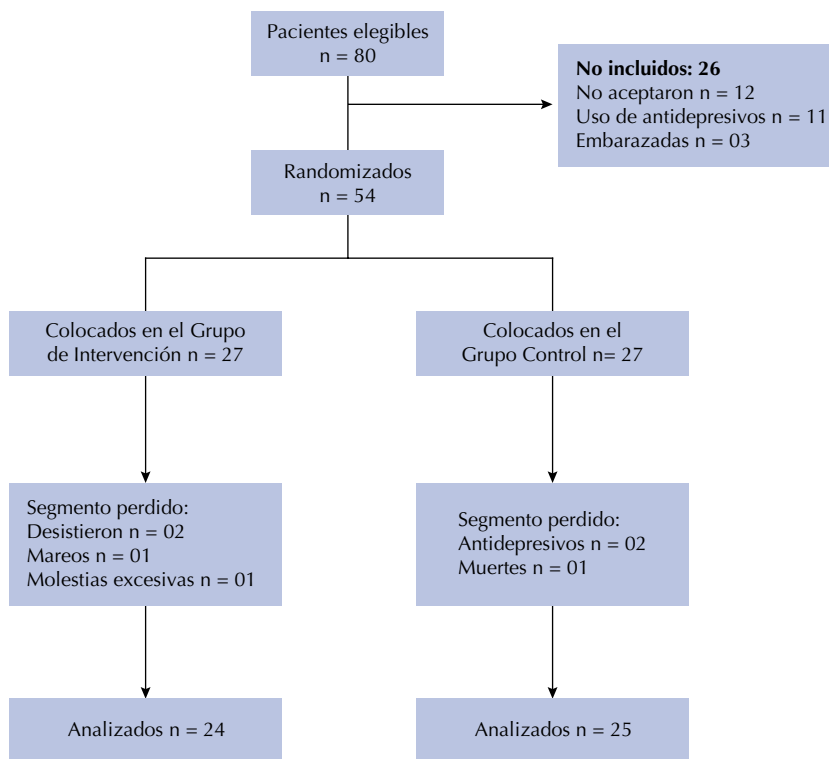 Pacientes elegibles
n = 80
No incluidos: 26
No aceptaron n = 12
Uso de antidepresivos n = 11
Embarazadas n = 03
Randomizados
n = 54
Colocados en el Grupo
de Intervención n = 27
Colocados en el
Grupo Control n= 27
Segmento perdido:
Desistieron n = 02
Mareos n = 01
Molestias excesivas n = 01
Segmento perdido:
Antidepresivos n = 02
Muertes n = 01
Analizados n = 24
Analizados n = 25